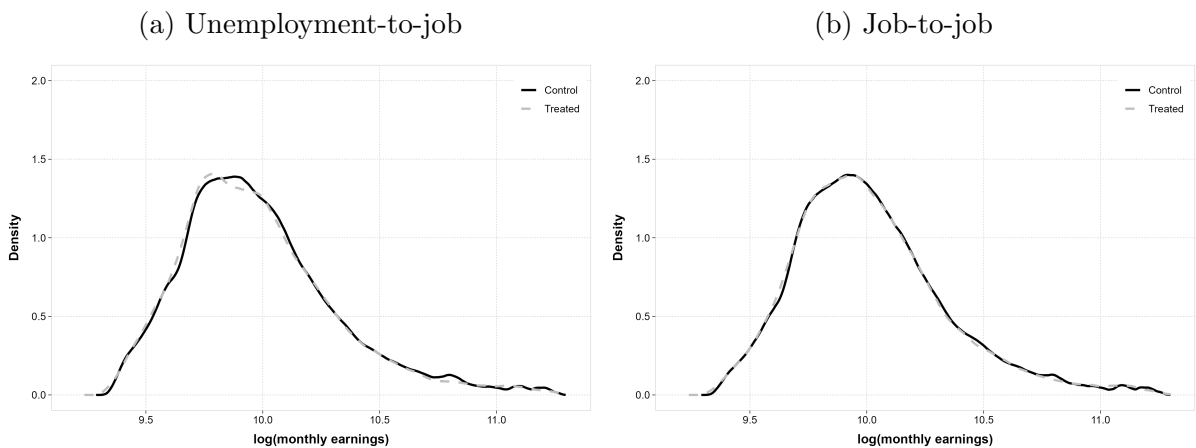 (a) Unemployment-to-job
2.0
1.5
1.0
0.5
0.0
Density
9.5 10.0 10.5 11.0
log(monthly earnings)
Control
Treated
(b) Job-to-job
2.0
1.5
1.0
0.5
0.0
Density
9.5 10.0 10.5 11.0
log(monthly earnings)
Control
Treated